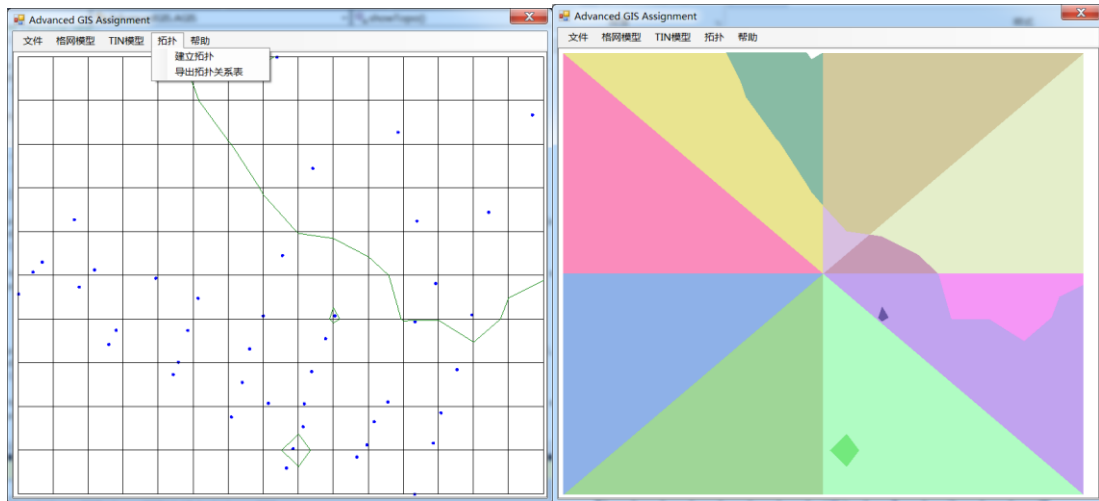 Advanced GIS Assignment
文件 格网模型 TIN模型 拓扑 帮助
建立拓扑
导出拓扑关系表
Advanced GIS Assignment
文件 格网模型 TIN模型 拓扑 帮助